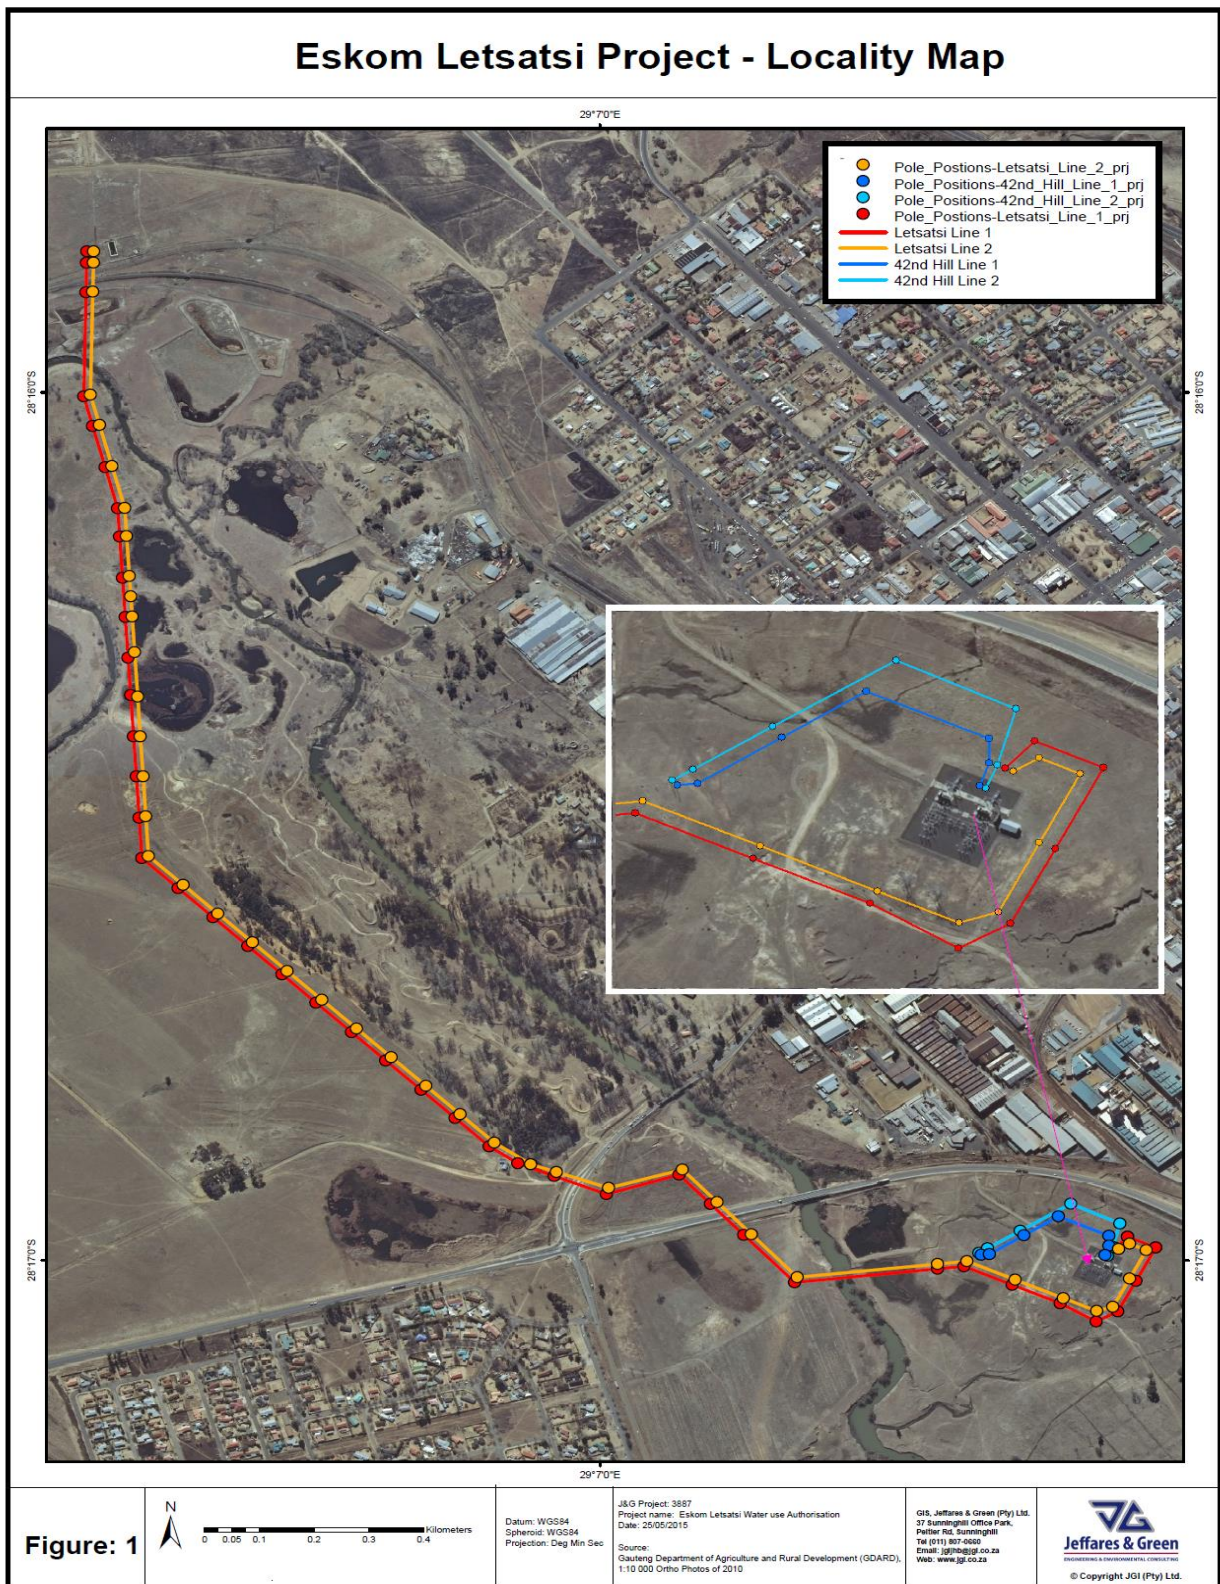 Eskom Letsatsi Project - Locality Map
29°7'0"E
Pole_Postions-Letsatsi_Line_2_prj
Pole_Positions-42nd_Hill_Line_1_prj
Pole_Positions-42nd_Hill_Line_2_prj
Pole_Postions-Letsatsi_Line_1_prj
Letsatsi Line 1
Letsatsi Line 2
42nd Hill Line 1
42nd Hill Line 2
28°16'0"S
28°16'0"S
28°17'0"S
28°17'0"S
29°7'0"E
Figure: 1
N
Kilometers
0 0.05 0.1 0.2 0.3 0.4
Datum: WGS84
Spheroid: WGS84
Projection: Deg Min Sec
J&G Project: 3887
Project name: Eskom Letsatsi Water use Authorisation
Date: 25/05/2015
Source:
Gauteng Department of Agriculture and Rural Development (GDARD),
1:10 000 Ortho Photos of 2010
GIS, Jeffares & Green (Pty) Ltd.
37 Sunninghill Office Park,
Peltier Rd, Sunninghill
Tel (011) 807-0660
Email: jgijhb@jgi.co.za
Web: www.jgi.co.za
JG
Jeffares & Green
ENGINEERING & ENVIRONMENTAL CONSULTING
© Copyright JGI (Pty) Ltd.